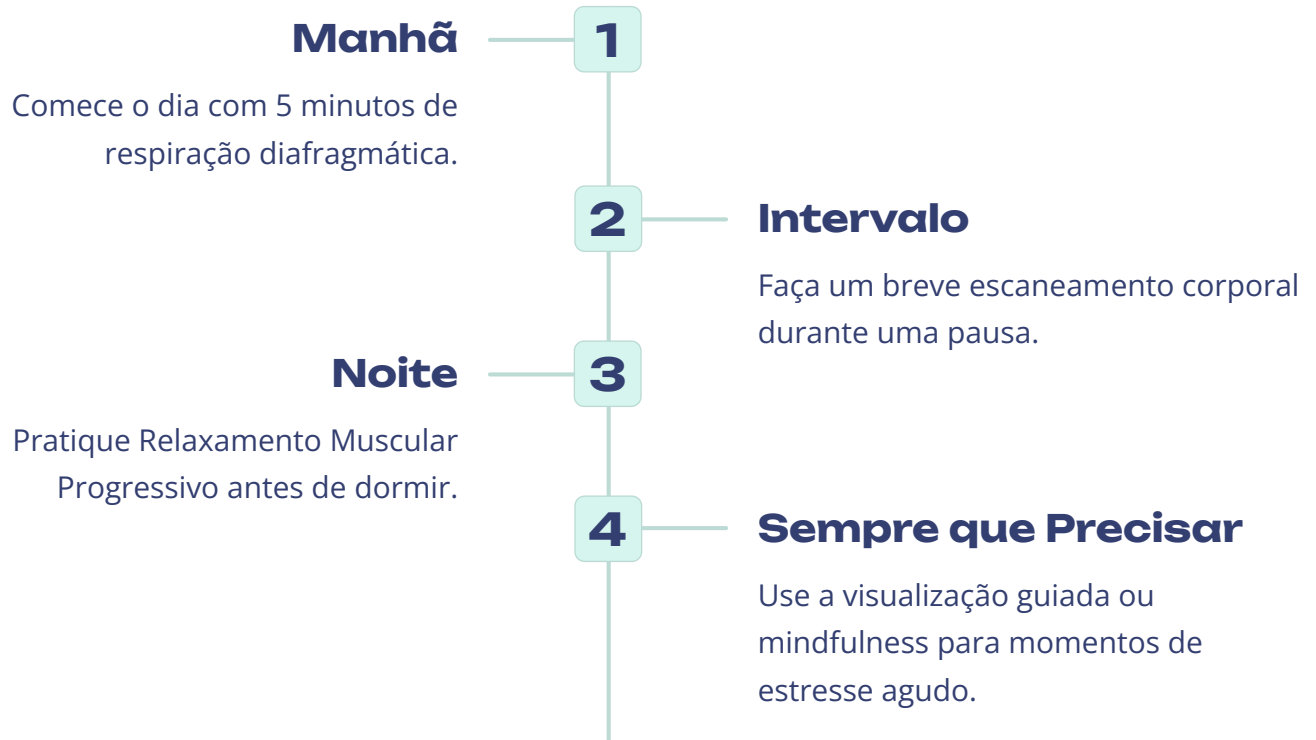 Manhã
1
Comece o dia com 5 minutos de
respiração diafragmática.
2
Intervalo
Faça um breve escaneamento corporal
durante uma pausa.
Noite
3
Pratique Relaxamento Muscular
Progressivo antes de dormir.
4
Sempre que Precisar
Use a visualização guiada ou
mindfulness para momentos de
estresse agudo.